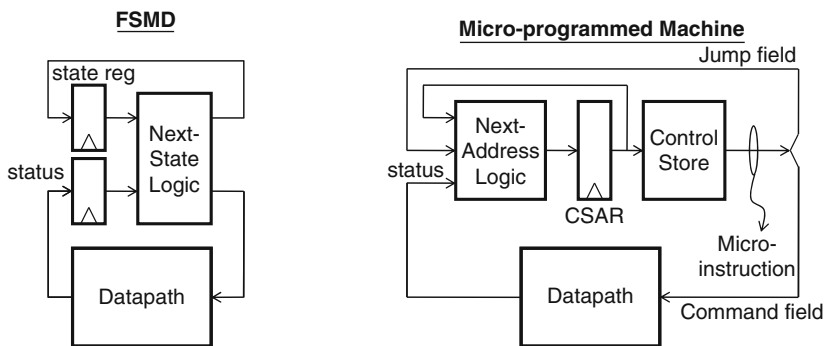 FSMD
state reg
Next-
State
Logic
status
Datapath
Micro-programmed Machine
Jump field
Next-
Address
Logic
Control
Store
status
CSAR
Micro-
instruction
Datapath
Command field